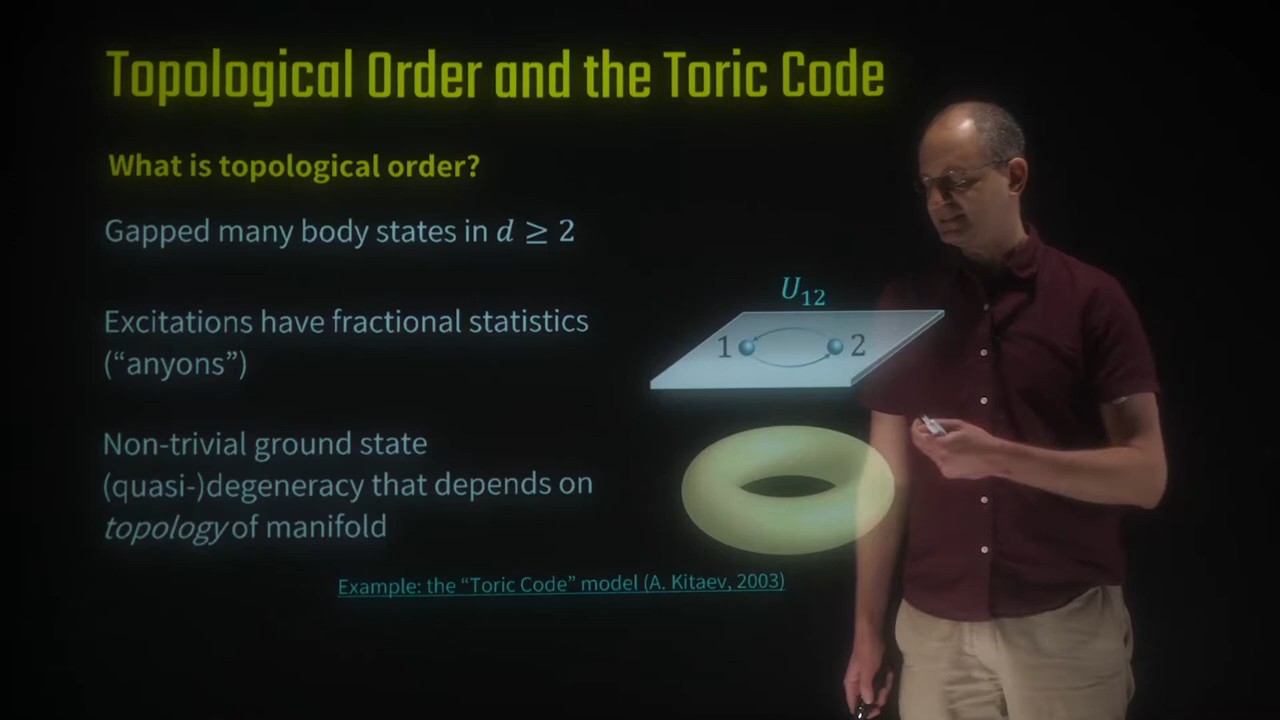 Topological Order and the Toric Code
What is topological order?
Gapped many body states in d ≥ 2
Excitations have fractional statistics
(“anyons”)
U₁₂
1 2
Non-trivial ground state
(quasi-)degeneracy that depends on
topology of manifold
Example: the “Toric Code” model (A. Kitaev, 2003)